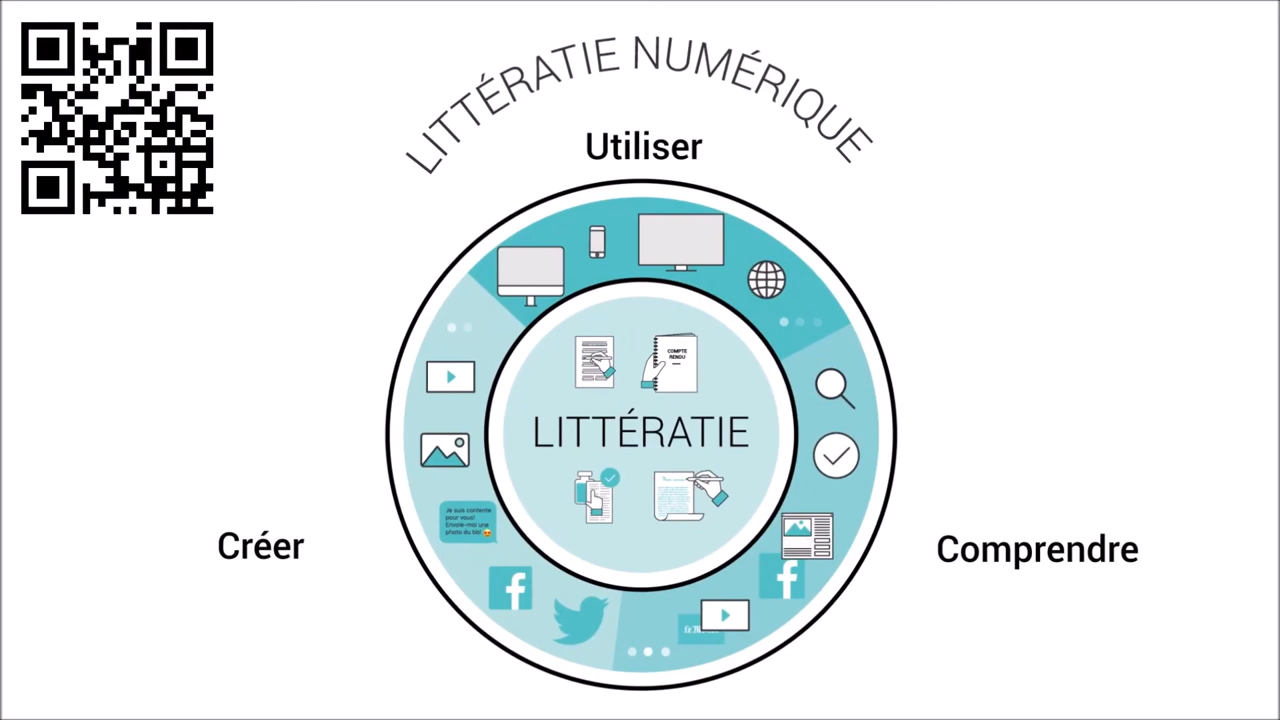 LITTÉRATIE NUMÉRIQUE
Utiliser
COMPTE
RENDU
LITTÉRATIE
Je suis contente
pour vous!
Envoie-moi une
photo du bb!
Créer
Comprendre